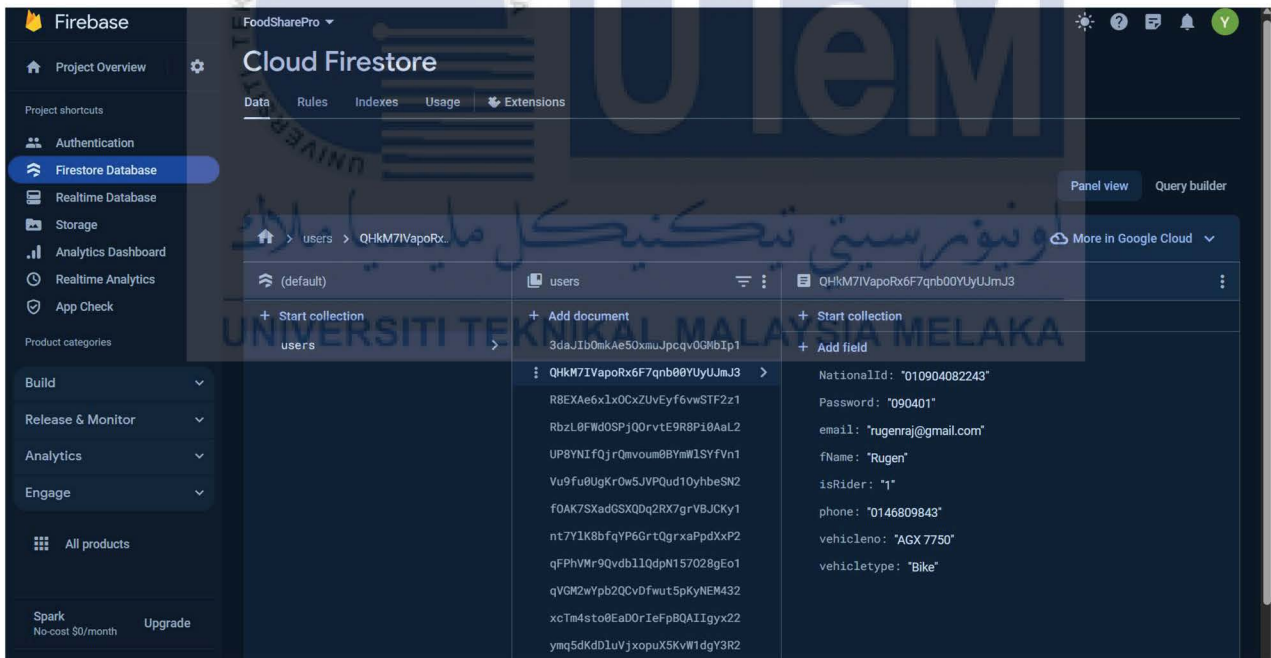 Firebase
Project Overview
Project shortcuts
Authentication
Firestore Database
Realtime Database
Storage
Analytics Dashboard
Realtime Analytics
App Check
Product categories
Build
Release & Monitor
Analytics
Engage
All products
Spark
No-cost $0/month
Upgrade
FoodSharePro
Y
Cloud Firestore
Data Rules Indexes Usage Extensions
Panel view Query builder
users > QHkM7IVapoRx...
More in Google Cloud
(default)
+ Start collection
users
users
+ Add document
3daJIbOmkAe5OxmuJpcqvOGMbIp1
QHkM7IVapoRx6F7qnb00YUyUJmJ3
R8EXAe6xlxOCxZUvEyf6vwSTF2z1
RbzL0FWdOSPjQOrvtE9R8Pi0AaL2
UP8YNIfQjrQmvoum0BYmWlSYfVn1
Vu9fu0UgKrOw5JVPQud1OyhbeSN2
fOAK7SXadGSXQDq2RX7grVBJCKy1
nt7YlK8bfqYP6GrtQgrxaPpdXxP2
qFPhVMr9QvdbllQdpN157O28gEo1
qVGM2wYpb2QCvDfwut5pKyNEM432
xcTm4sto0EaDOrIeFpBQAIIgyx22
ymq5dKdDluVjxopuX5KvW1dgY3R2
QHkM7IVapoRx6F7qnb00YUyUJmJ3
+ Start collection
+ Add field
NationalId: "010904082243"
Password: "090401"
email: "rugenraj@gmail.com"
fName: "Rugen"
isRider: "1"
phone: "0146809843"
vehicleno: "AGX 7750"
vehicletype: "Bike"
UTeM
اونيۏرسيتي تيكنيكل مليسيا ملاك
UNIVERSITI TEKNIKAL MALAYSIA MELAKA